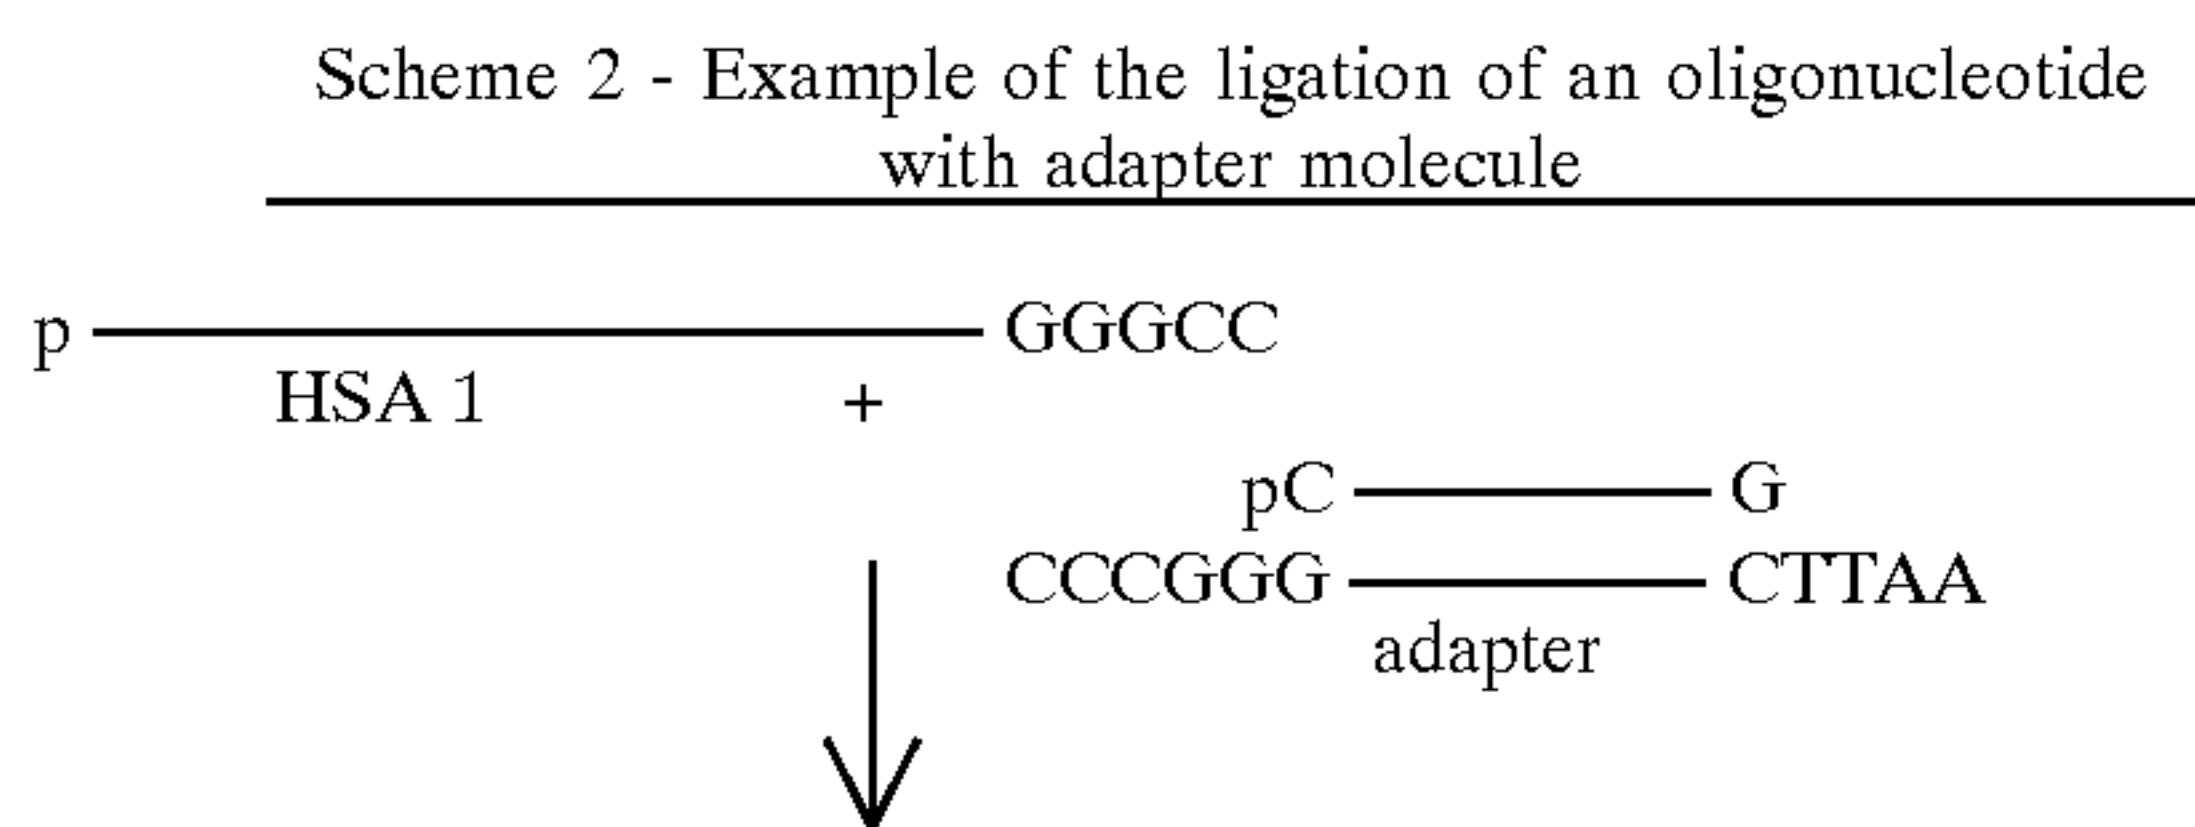 Scheme 2 - Example of the ligation of an oligonucleotide
with adapter molecule
p GGGCC
HSA 1 +
pC G
CCCGGG CTTAA
adapter